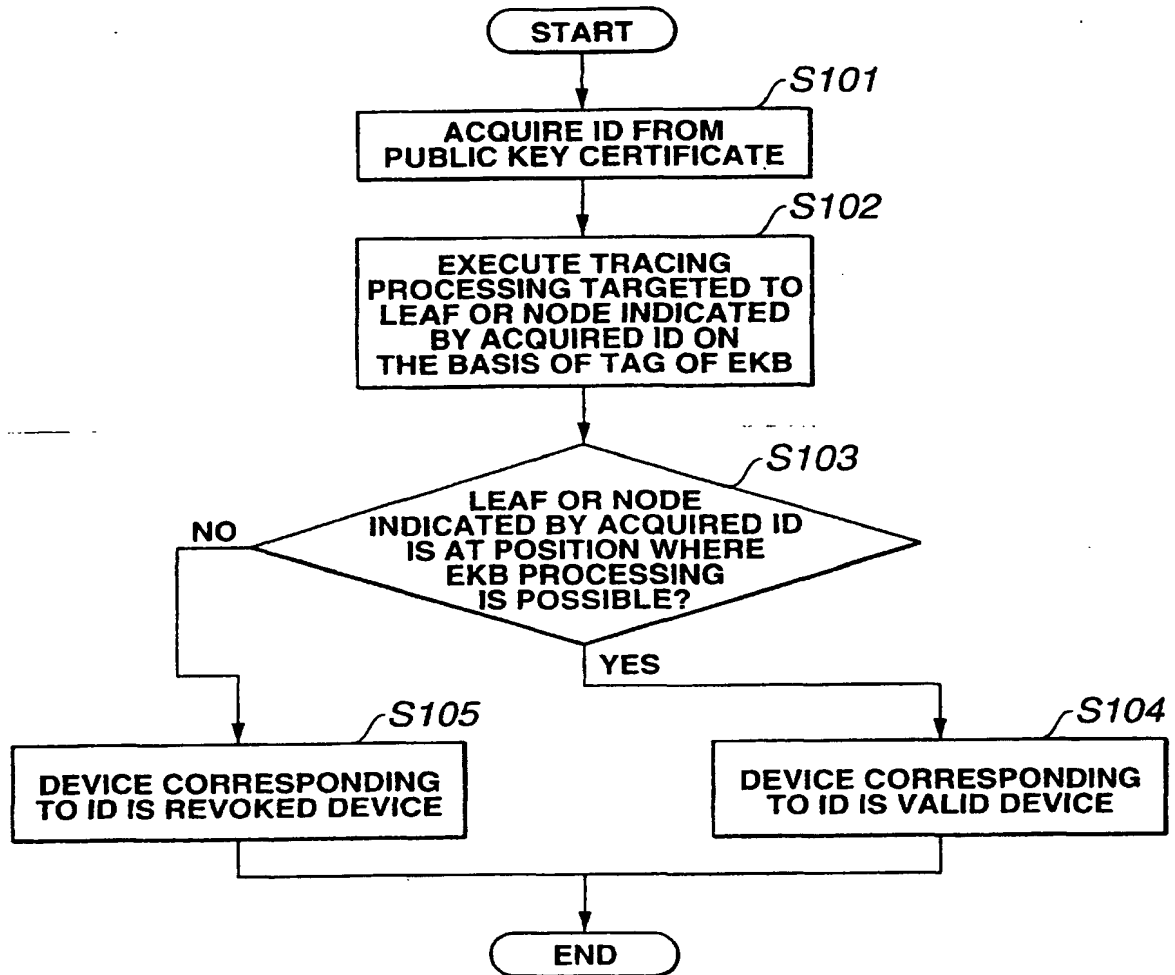 START
S101
ACQUIRE ID FROM
PUBLIC KEY CERTIFICATE
S102
EXECUTE TRACING
PROCESSING TARGETED TO
LEAF OR NODE INDICATED
BY ACQUIRED ID ON
THE BASIS OF TAG OF EKB
S103
LEAF OR NODE
INDICATED BY ACQUIRED ID
IS AT POSITION WHERE
EKB PROCESSING
IS POSSIBLE?
NO
YES
S105
DEVICE CORRESPONDING
TO ID IS REVOKED DEVICE
S104
DEVICE CORRESPONDING
TO ID IS VALID DEVICE
END